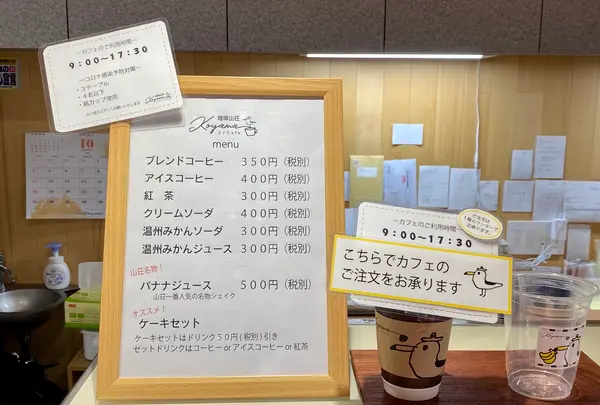 ーカフェのご利用時間ー
9：00～17：30
ーコロナ感染予防対策ー
・3テーブル
・4名以下
・紙カップ使用
珈琲山荘
Koyama
menu
ブレンドコーヒー 350円（税別）
アイスコーヒー 400円（税別）
紅 茶 300円（税別）
クリームソーダ 400円（税別）
温州みかんソーダ 300円（税別）
温州みかんジュース 300円（税別）
山荘名物！
バナナジュース 500円（税別）
山荘一番人気の名物シェイク
オススメ！
ケーキセット
ケーキセットはドリンク50円(税別)引き
セットドリンクはコーヒー or アイスコーヒー or 紅茶
ーカフェのご利用時間ー
9：00～17：30
こちらでカフェの
ご注文をお承ります
10